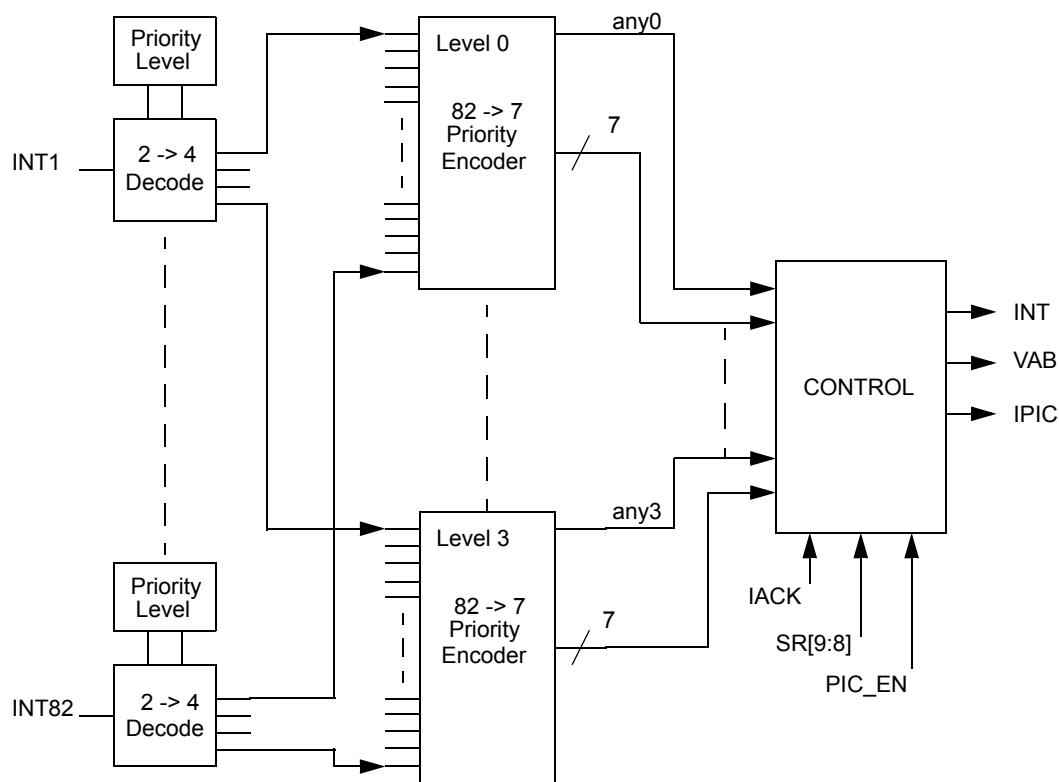 Priority
Level
INT1
2 -> 4
Decode
Level 0
82 -> 7
Priority
Encoder
any0
7
CONTROL
INT
VAB
IPIC
IACK
SR[9:8]
PIC_EN
Priority
Level
INT82
2 -> 4
Decode
Level 3
82 -> 7
Priority
Encoder
any3
7